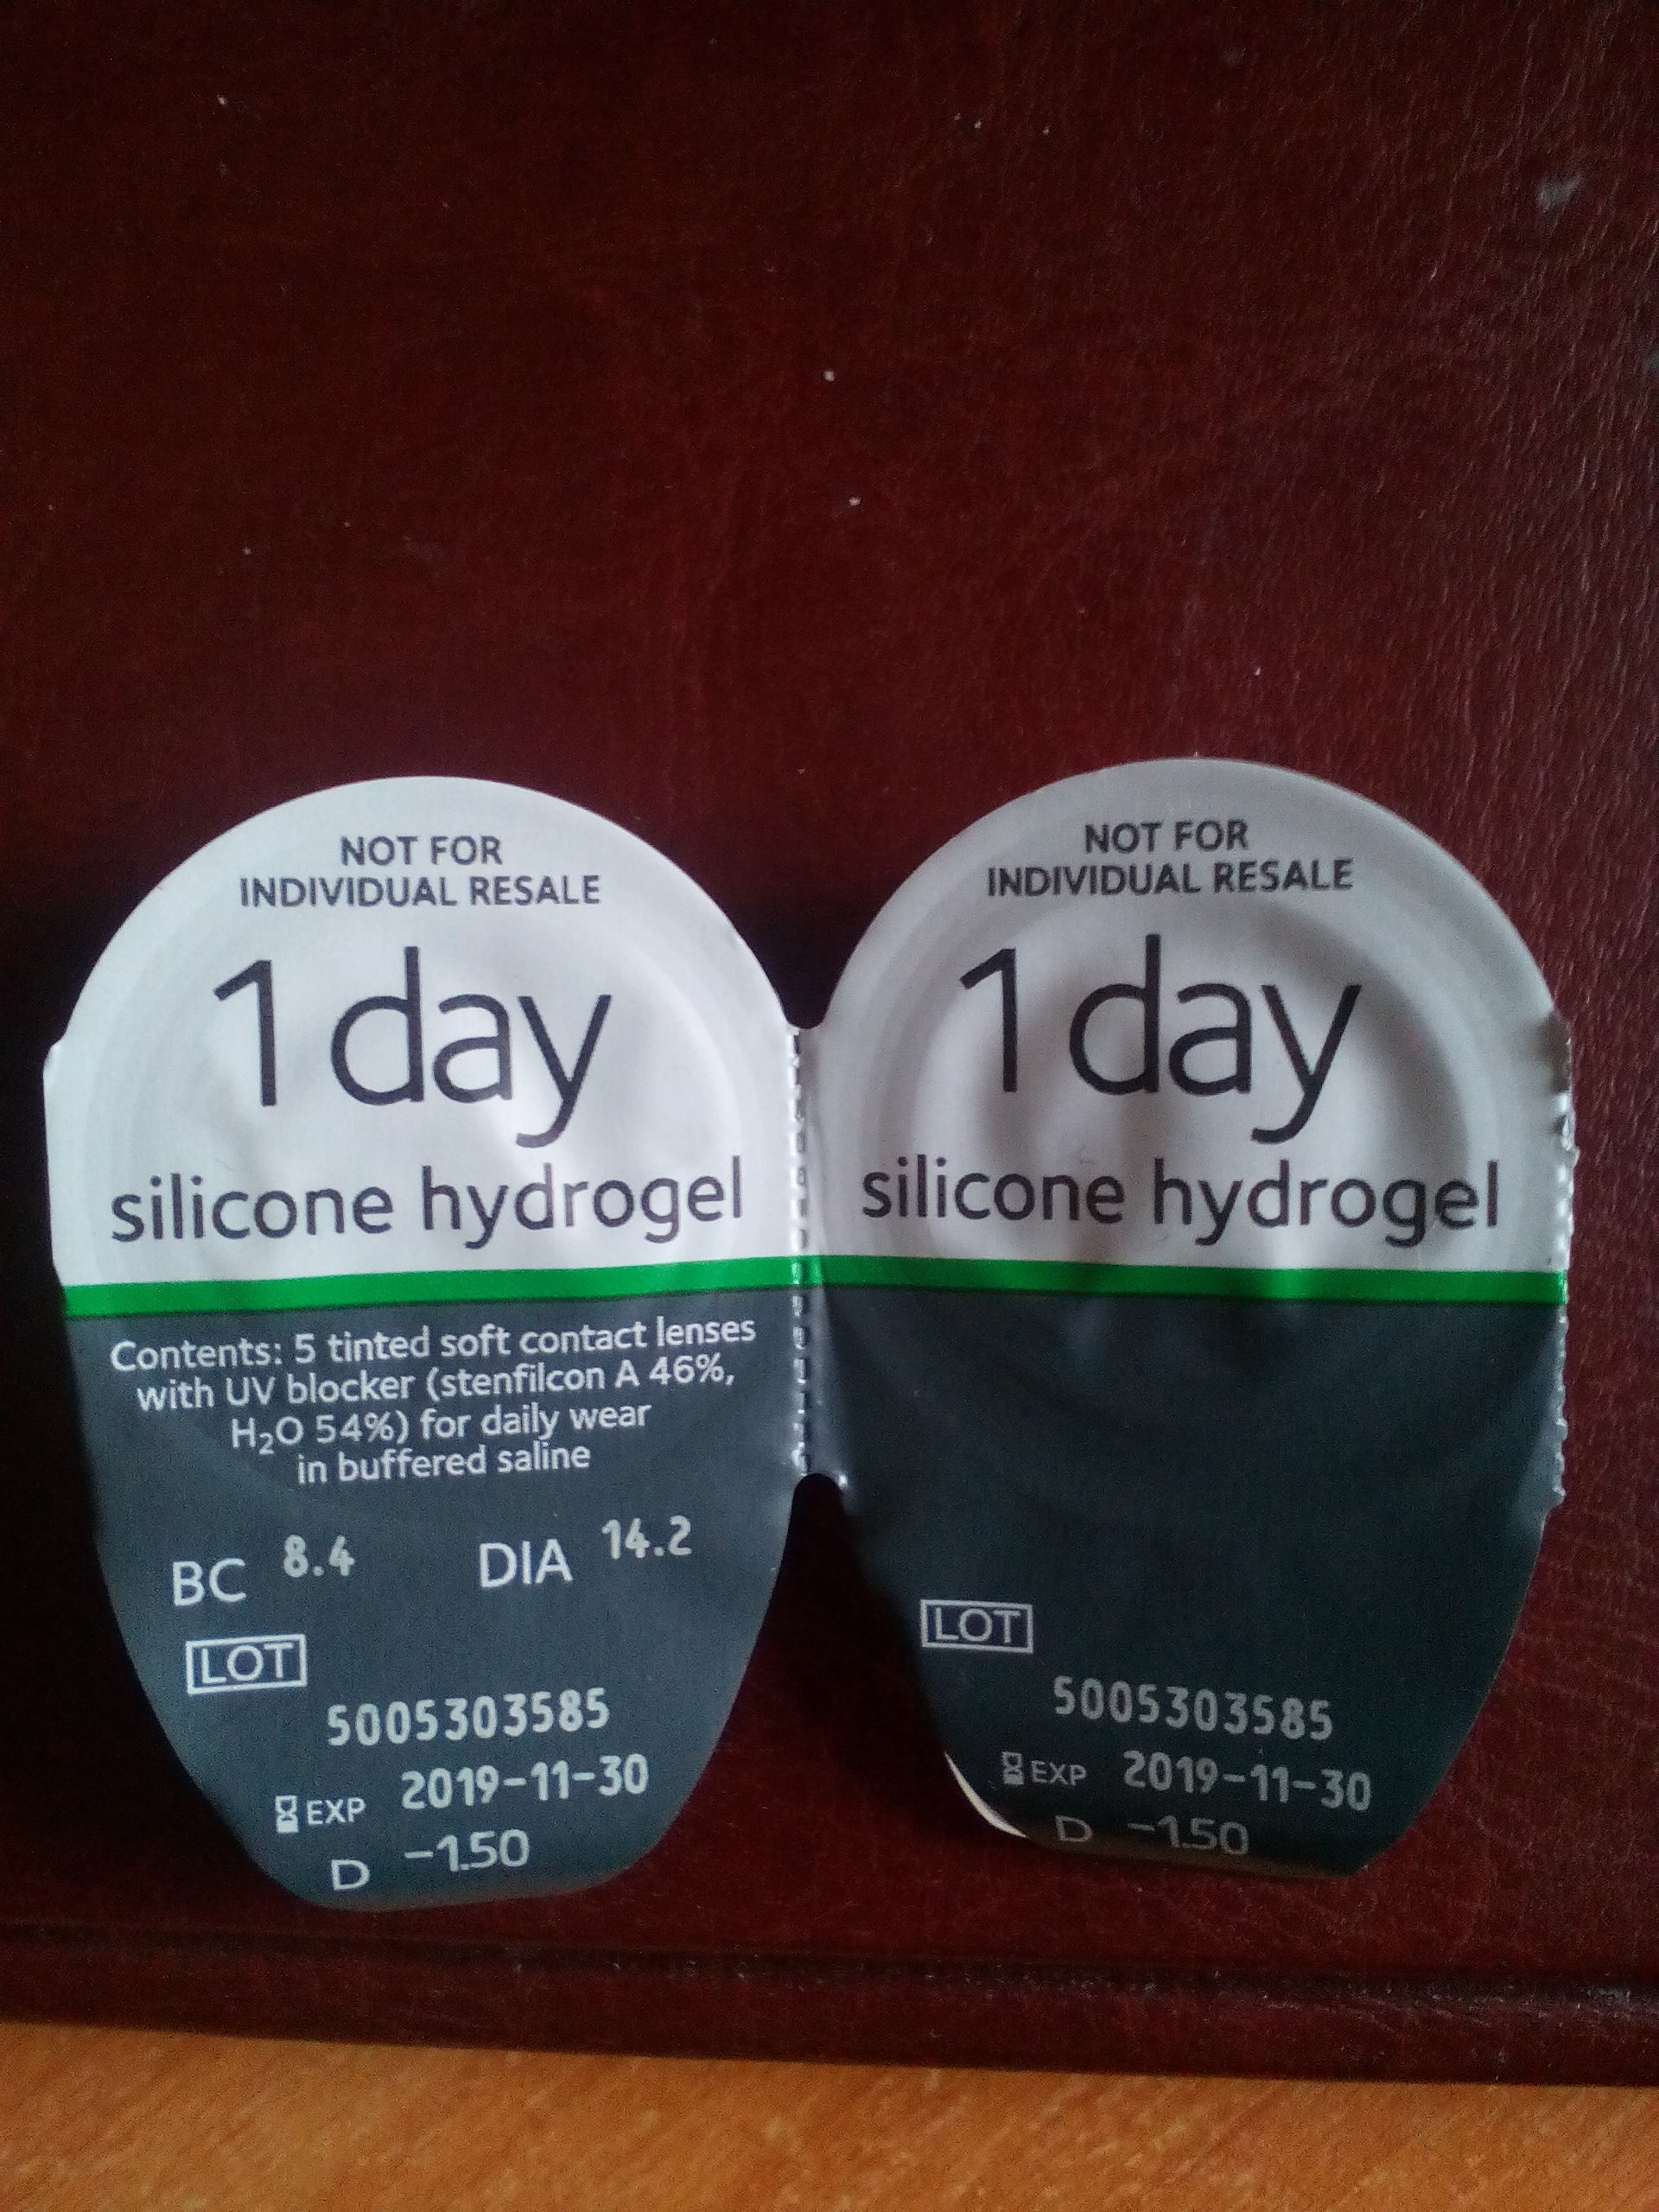 NOT FOR
INDIVIDUAL RESALE
1 day
silicone hydrogel
Contents: 5 tinted soft contact lenses
with UV blocker (stenfilcon A 46%,
H₂O 54%) for daily wear
in buffered saline
BC 8.4 DIA 14.2
LOT
5005303585
EXP 2019-11-30
D -1.50
NOT FOR
INDIVIDUAL RESALE
1 day
silicone hydrogel
LOT
5005303585
EXP 2019-11-30
D -1.50